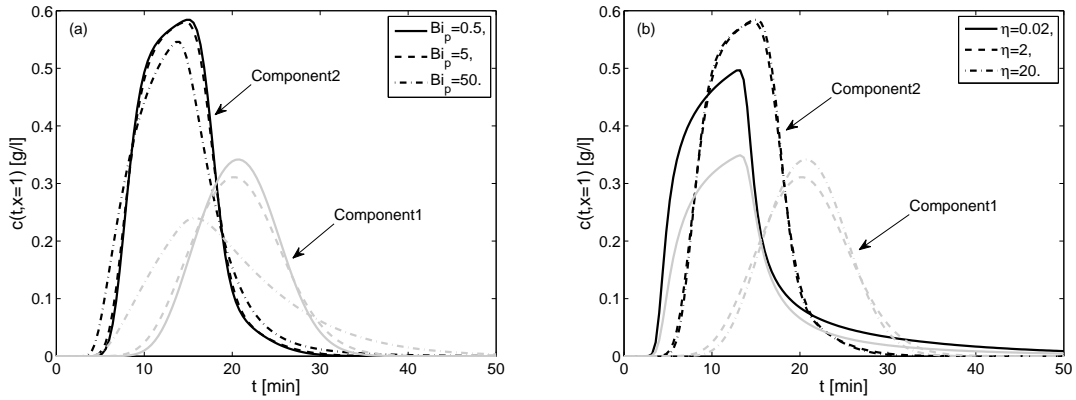 (a)
Bi_p=0.5,
Bi_p=5,
Bi_p=50.
Component2
Component1
c(t,x=1) [g/l]
0.6
0.5
0.4
0.3
0.2
0.1
0
0 10 20 30 40 50
t [min]
(b)
η=0.02,
η=2,
η=20.
Component2
Component1
c(t,x=1) [g/l]
0.6
0.5
0.4
0.3
0.2
0.1
0
0 10 20 30 40 50
t [min]